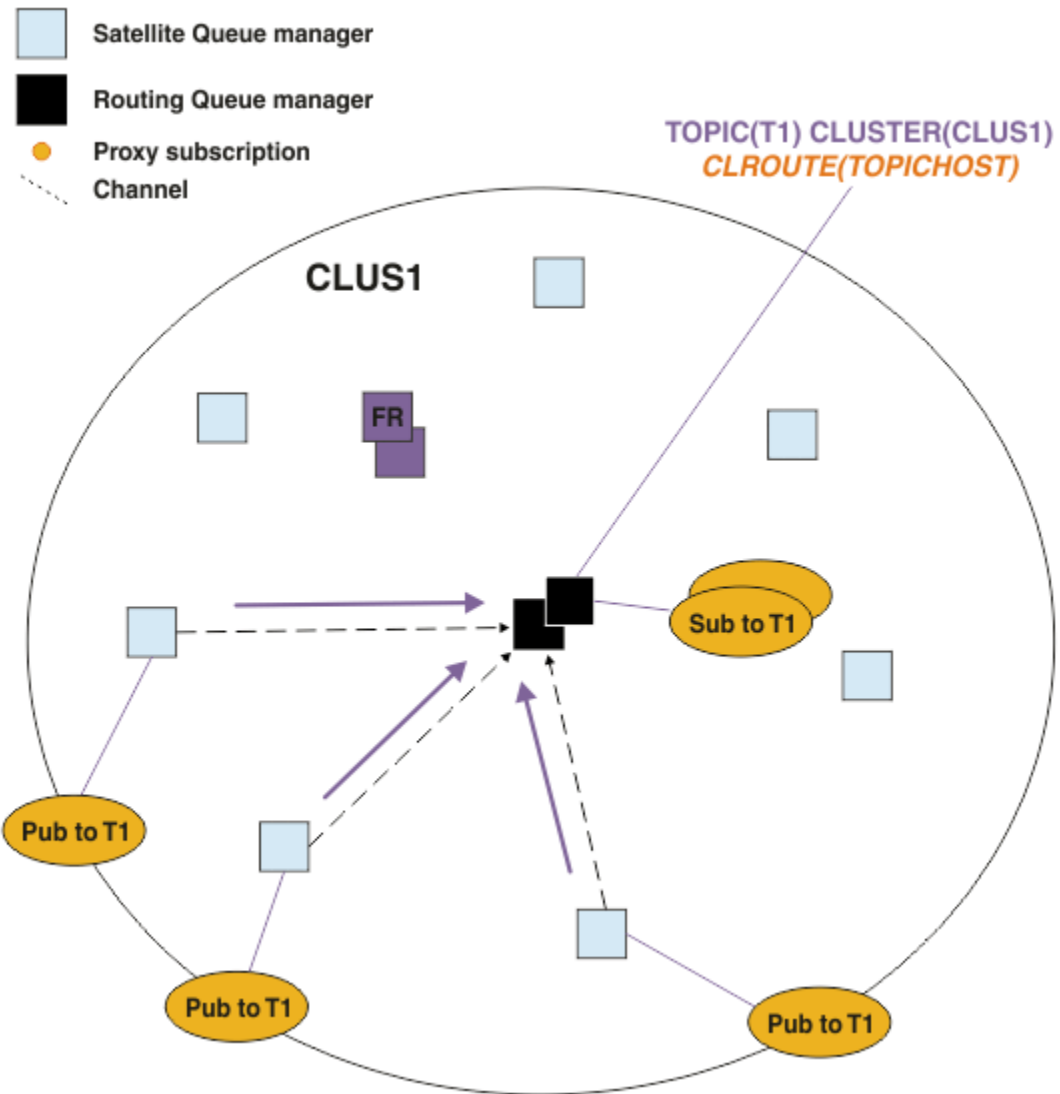 Satellite Queue manager
Routing Queue manager
Proxy subscription
Channel
TOPIC(T1) CLUSTER(CLUS1)
CLROUTE(TOPICHOST)
CLUS1
FR
Sub to T1
Pub to T1
Pub to T1
Pub to T1